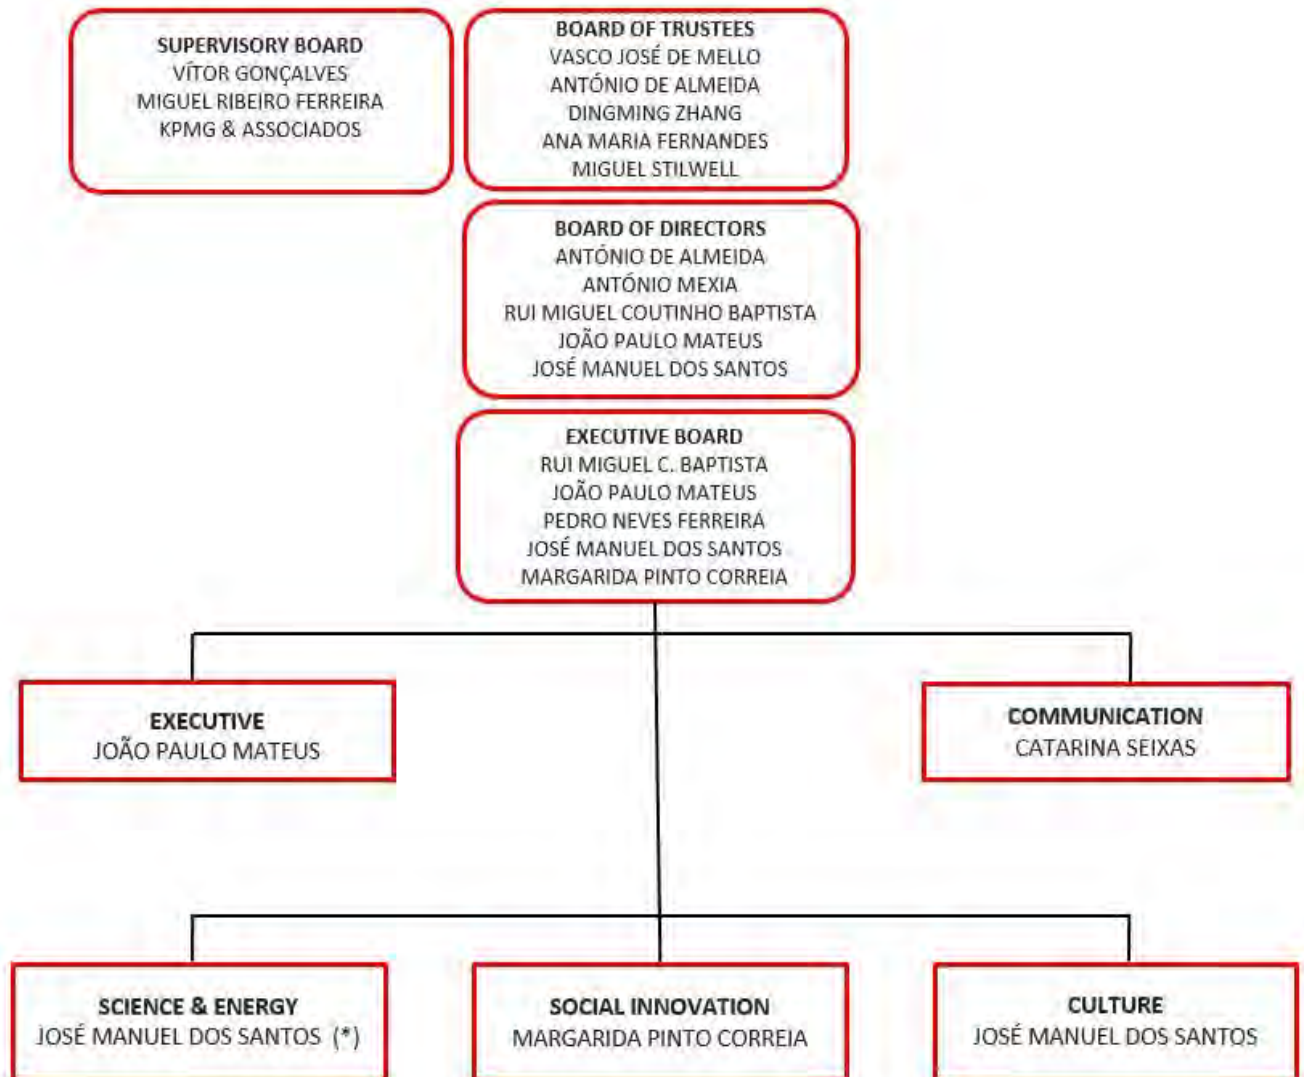 SUPERVISORY BOARD
VÍTOR GONÇALVES
MIGUEL RIBEIRO FERREIRA
KPMG & ASSOCIADOS
BOARD OF TRUSTEES
VASCO JOSÉ DE MELLO
ANTÓNIO DE ALMEIDA
DINGMING ZHANG
ANA MARIA FERNANDES
MIGUEL STILWELL
BOARD OF DIRECTORS
ANTÓNIO DE ALMEIDA
ANTÓNIO MEXIA
RUI MIGUEL COUTINHO BAPTISTA
JOÃO PAULO MATEUS
JOSÉ MANUEL DOS SANTOS
EXECUTIVE BOARD
RUI MIGUEL C. BAPTISTA
JOÃO PAULO MATEUS
PEDRO NEVES FERREIRA
JOSÉ MANUEL DOS SANTOS
MARGARIDA PINTO CORREIA
EXECUTIVE
JOÃO PAULO MATEUS
COMMUNICATION
CATARINA SEIXAS
SCIENCE & ENERGY
JOSÉ MANUEL DOS SANTOS (*)
SOCIAL INNOVATION
MARGARIDA PINTO CORREIA
CULTURE
JOSÉ MANUEL DOS SANTOS